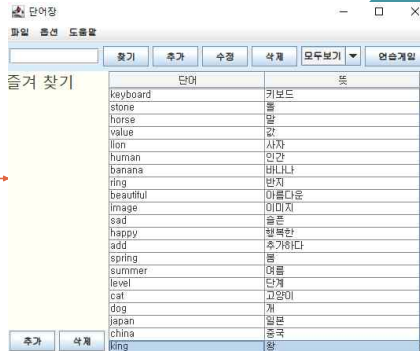 단어장
파일 옵션 도움말
찾기 추가 수정 삭제 모두보기 연습게임
즐겨 찾기
단어 뜻
keyboard 키보드
stone 돌
horse 말
value 값
lion 사자
human 인간
banana 바나나
ring 반지
beautiful 아름다운
image 이미지
sad 슬픈
happy 행복한
add 추가하다
spring 봄
summer 여름
level 단계
cat 고양이
dog 개
japan 일본
china 중국
king 왕
추가 삭제